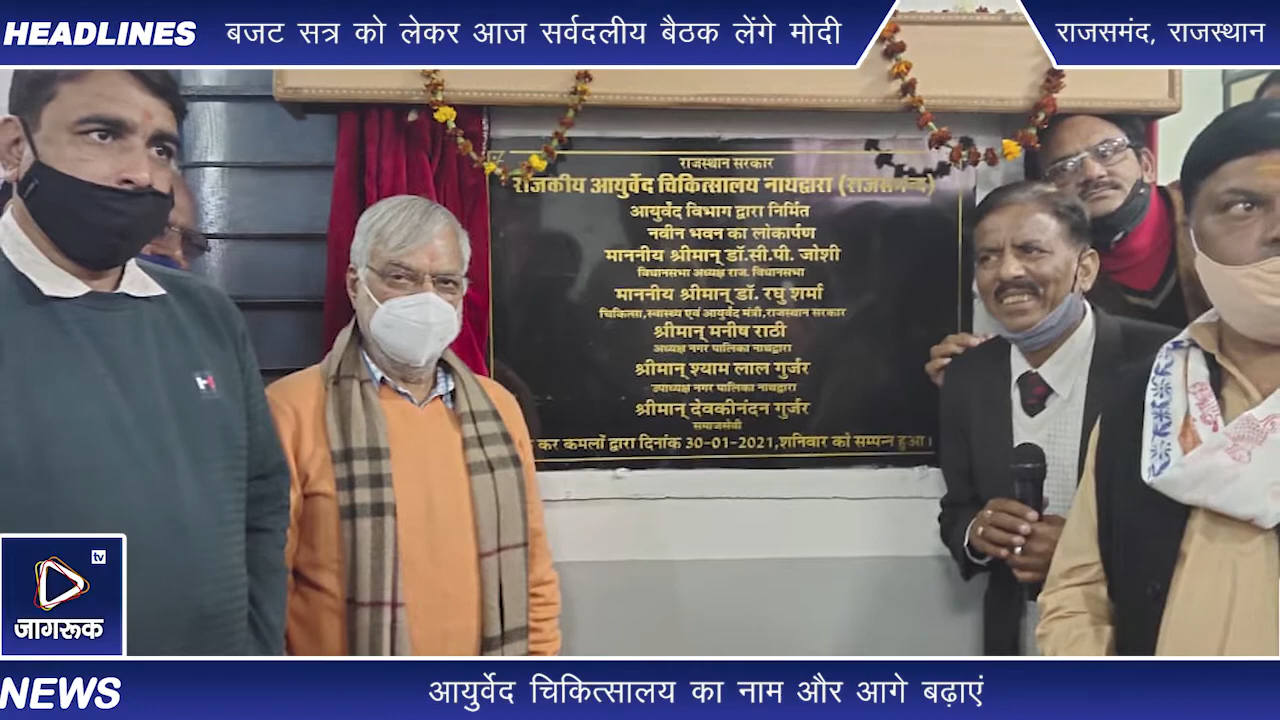 HEADLINES
बजट सत्र को लेकर आज सर्वदलीय बैठक लेंगे मोदी
राजसमंद, राजस्थान
राजस्थान सरकार
राजकीय आयुर्वेद चिकित्सालय नाथद्वारा (राजसमन्द)
आयुर्वेद विभाग द्वारा निर्मित
नवीन भवन का लोकार्पण
माननीय श्रीमान् डॉ.सी.पी. जोशी
विधानसभा अध्यक्ष राज. विधानसभा
माननीय श्रीमान् डॉ. रघु शर्मा
चिकित्सा,स्वास्थ्य एवं आयुर्वेद मंत्री,राजस्थान सरकार
श्रीमान् मनीष राठी
अध्यक्ष नगर पालिका नाथद्वारा
श्रीमान् श्याम लाल गुर्जर
उपाध्यक्ष नगर पालिका नाथद्वारा
श्रीमान् देवकीनंदन गुर्जर
समाजसेवी
कर कमलों द्वारा दिनांक 30-01-2021,शनिवार को सम्पन्न हुआ।
tv
जागरूक
NEWS
आयुर्वेद चिकित्सालय का नाम और आगे बढ़ाएं